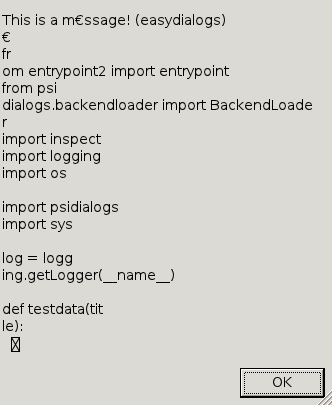 This is a m€ssage! (easydialogs)
€
fr
om entrypoint2 import entrypoint
from psi
dialogs.backendloader import BackendLoade
r
import inspect
import logging
import os

import psidialogs
import sys

log = logg
ing.getLogger(__name__)

def testdata(tit
le):
OK